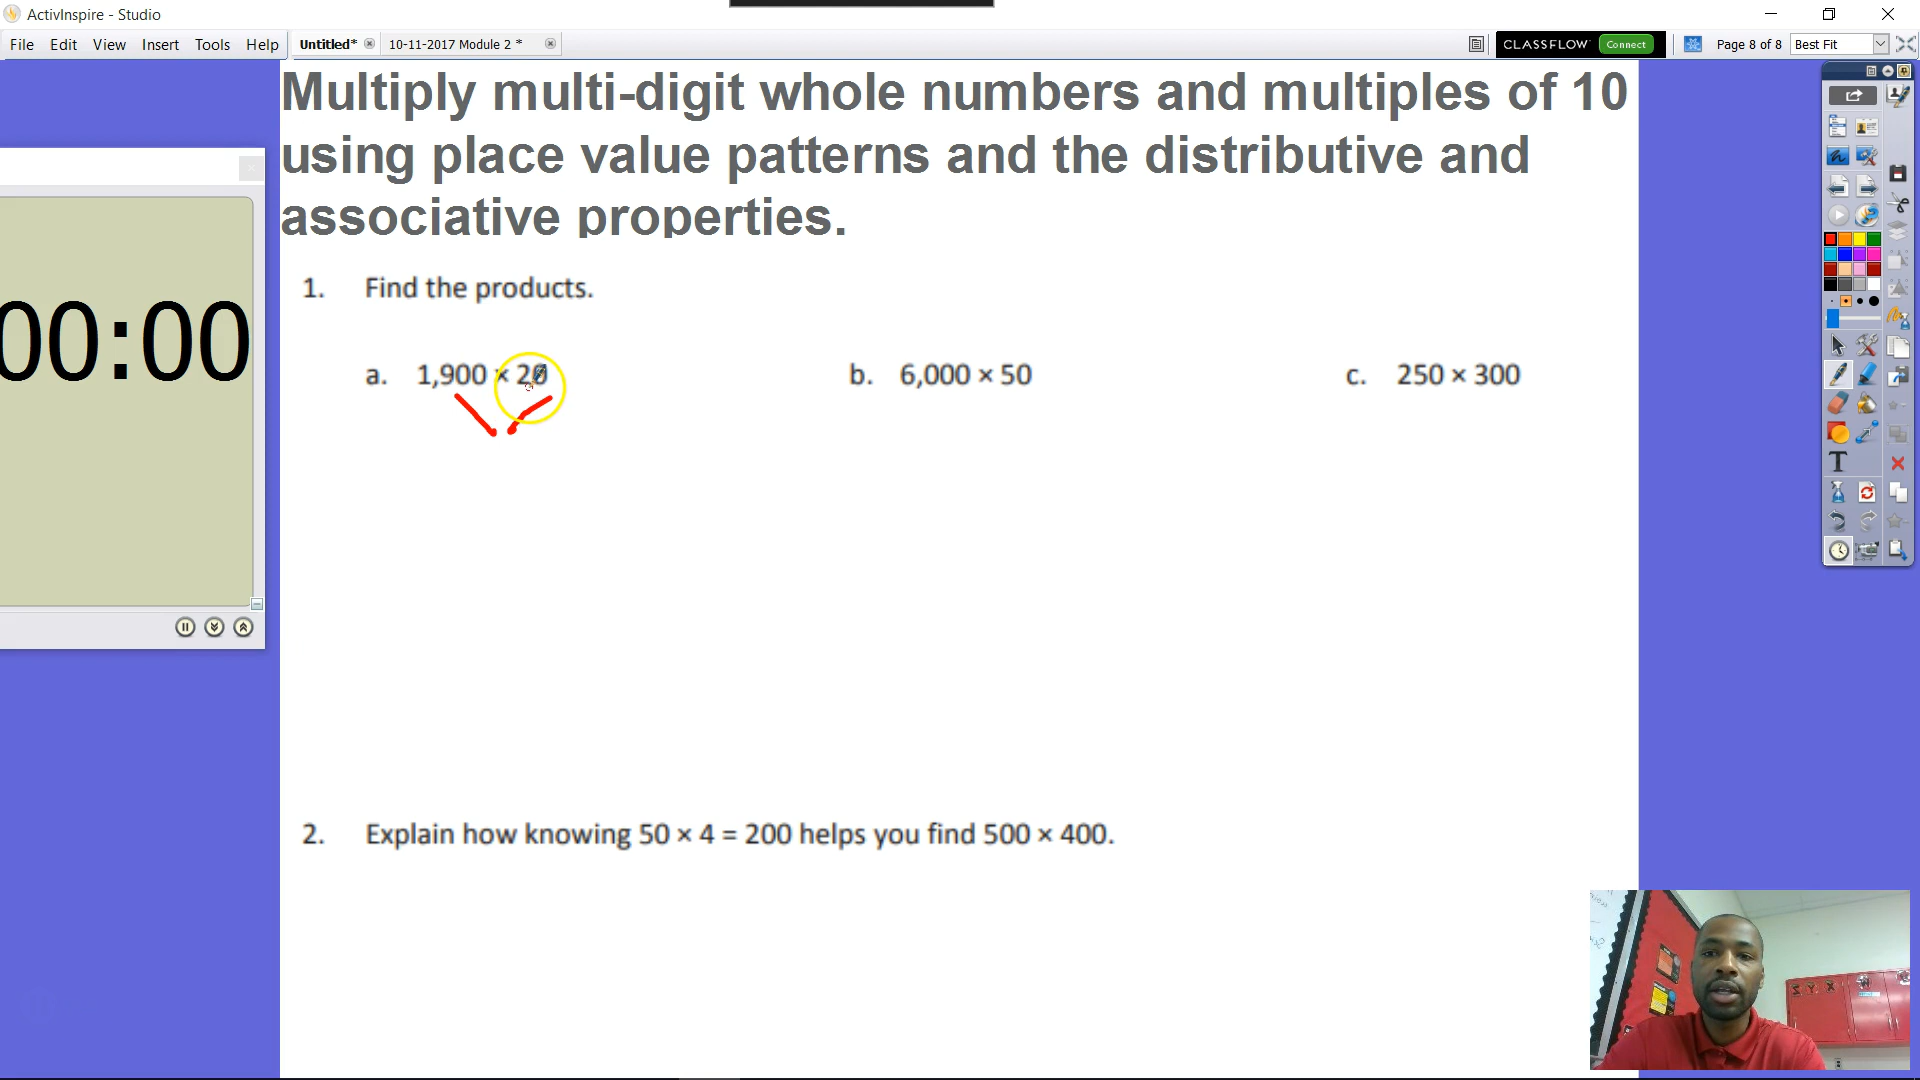 ActivInspire - Studio
File Edit View Insert Tools Help
Untitled* 10-11-2017 Module 2 *
CLASSFLOW Connect Page 8 of 8 Best Fit
Multiply multi-digit whole numbers and multiples of 10
using place value patterns and the distributive and
associative properties.
00:00
1. Find the products.
a. 1,900 × 20 b. 6,000 × 50 c. 250 × 300
2. Explain how knowing 50 × 4 = 200 helps you find 500 × 400.